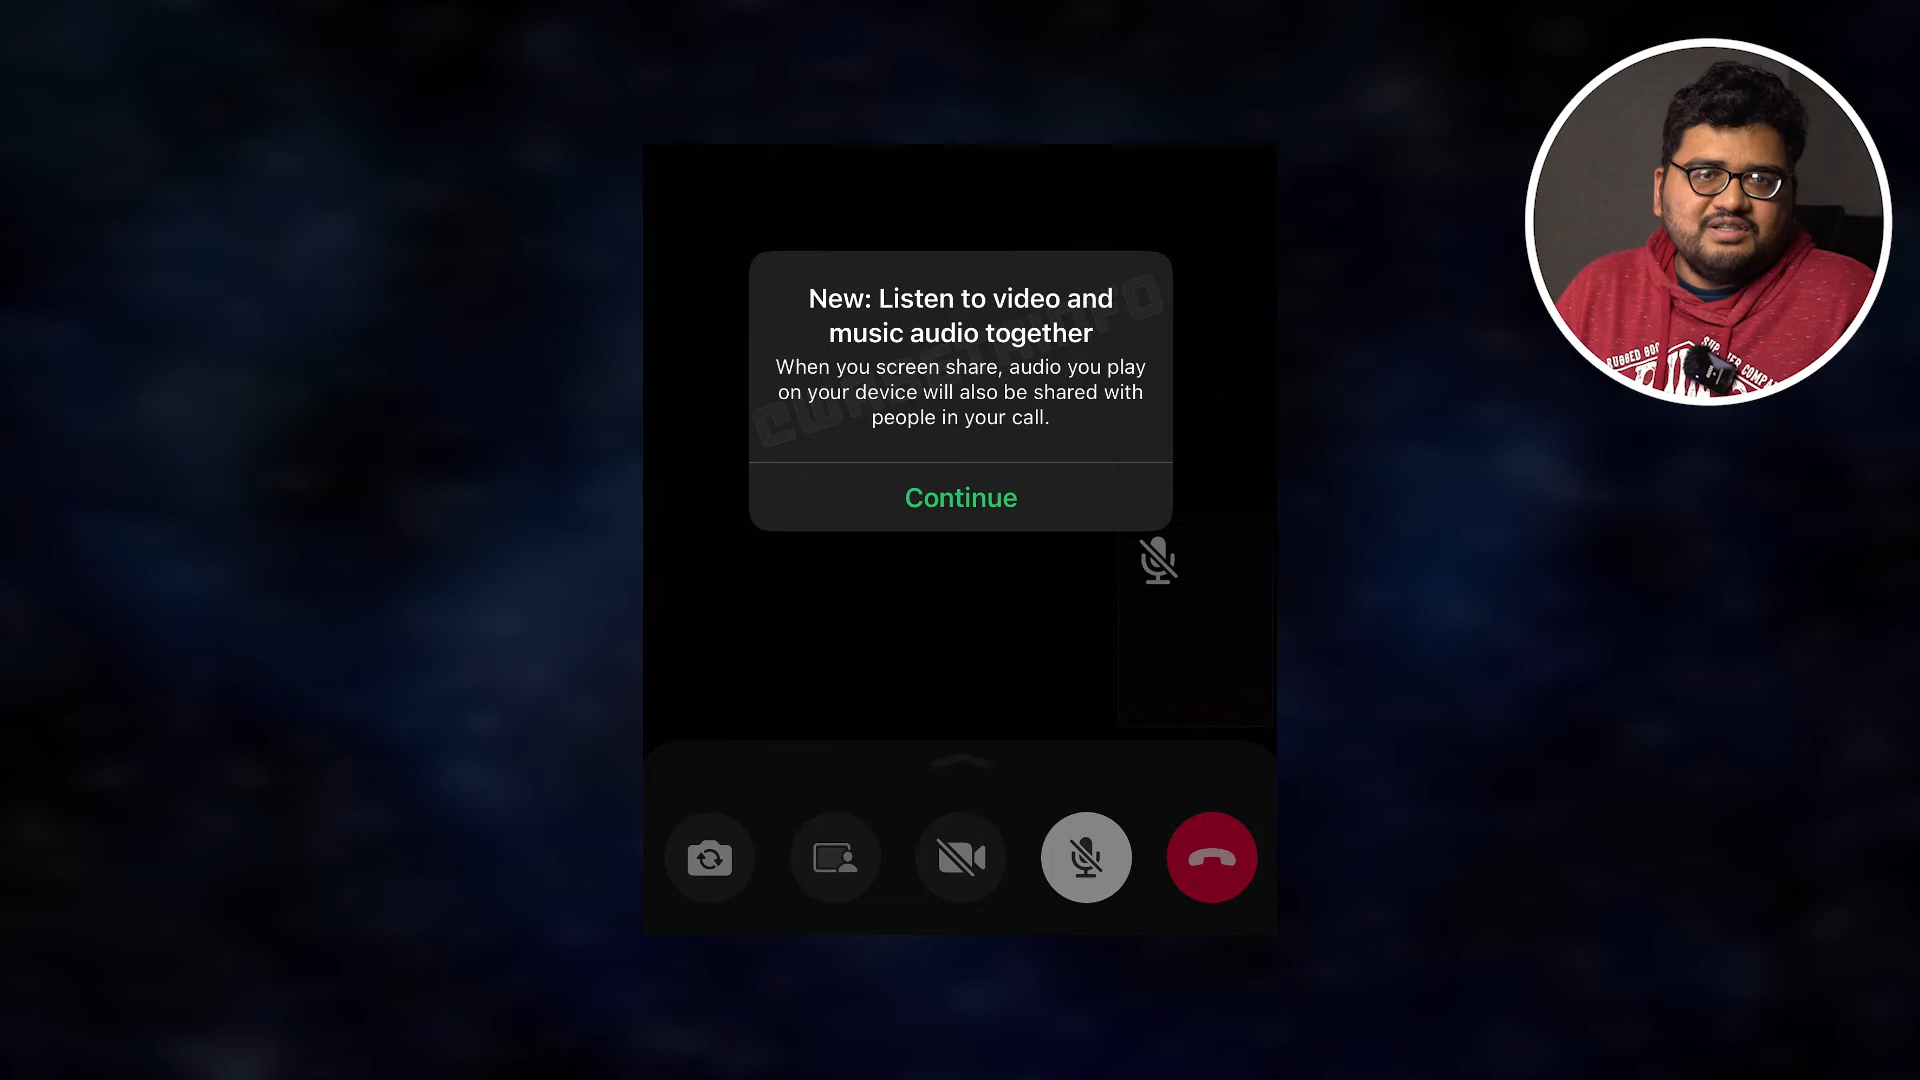 New: Listen to video and
music audio together
When you screen share, audio you play
on your device will also be shared with
people in your call.
Continue
RUGGED